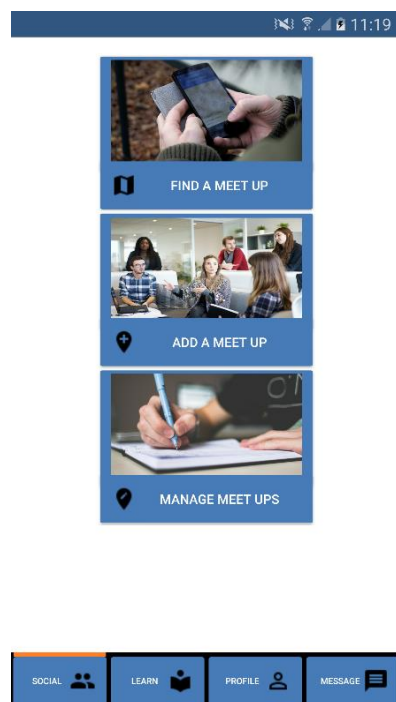 11:19
FIND A MEET UP
ADD A MEET UP
MANAGE MEET UPS
SOCIAL LEARN PROFILE MESSAGE